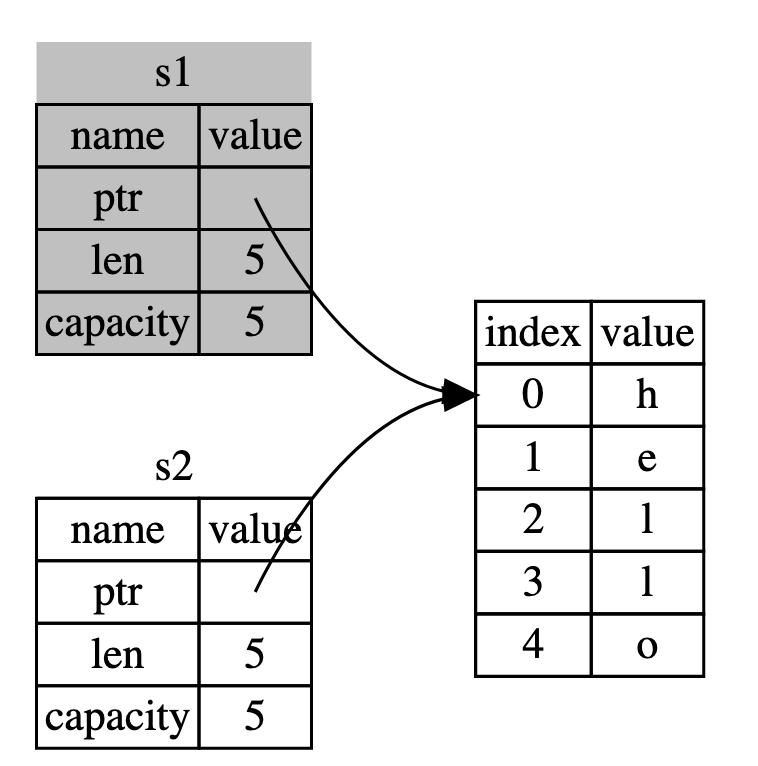 s1
name value
ptr
len 5
capacity 5
s2
name value
ptr
len 5
capacity 5
index value
0 h
1 e
2 l
3 l
4 o